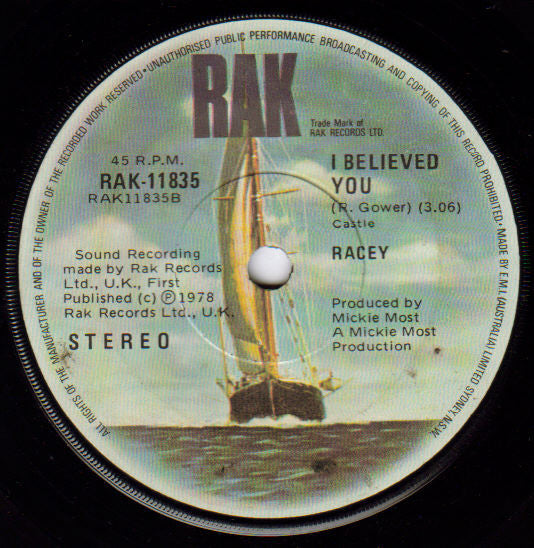 ALL RIGHTS OF THE MANUFACTURER AND OF THE OWNER OF THE RECORDED WORK RESERVED • UNAUTHORISED PUBLIC PERFORMANCE BROADCASTING AND COPYING OF THIS RECORD PROHIBITED • MADE BY E.M.I. (AUSTRALIA) LIMITED SYDNEY. N.S.W.
RAK
Trade Mark of
RAK RECORDS LTD.
45 R.P.M.
RAK-11835
RAK11835B
I BELIEVED
YOU
(R. Gower) (3.06)
Castle
RACEY
Sound Recording
made by Rak Records
Ltd., U.K., First
Published (c) ℗1978
Rak Records Ltd., U.K.
STEREO
Produced by
Mickie Most
A Mickie Most
Production